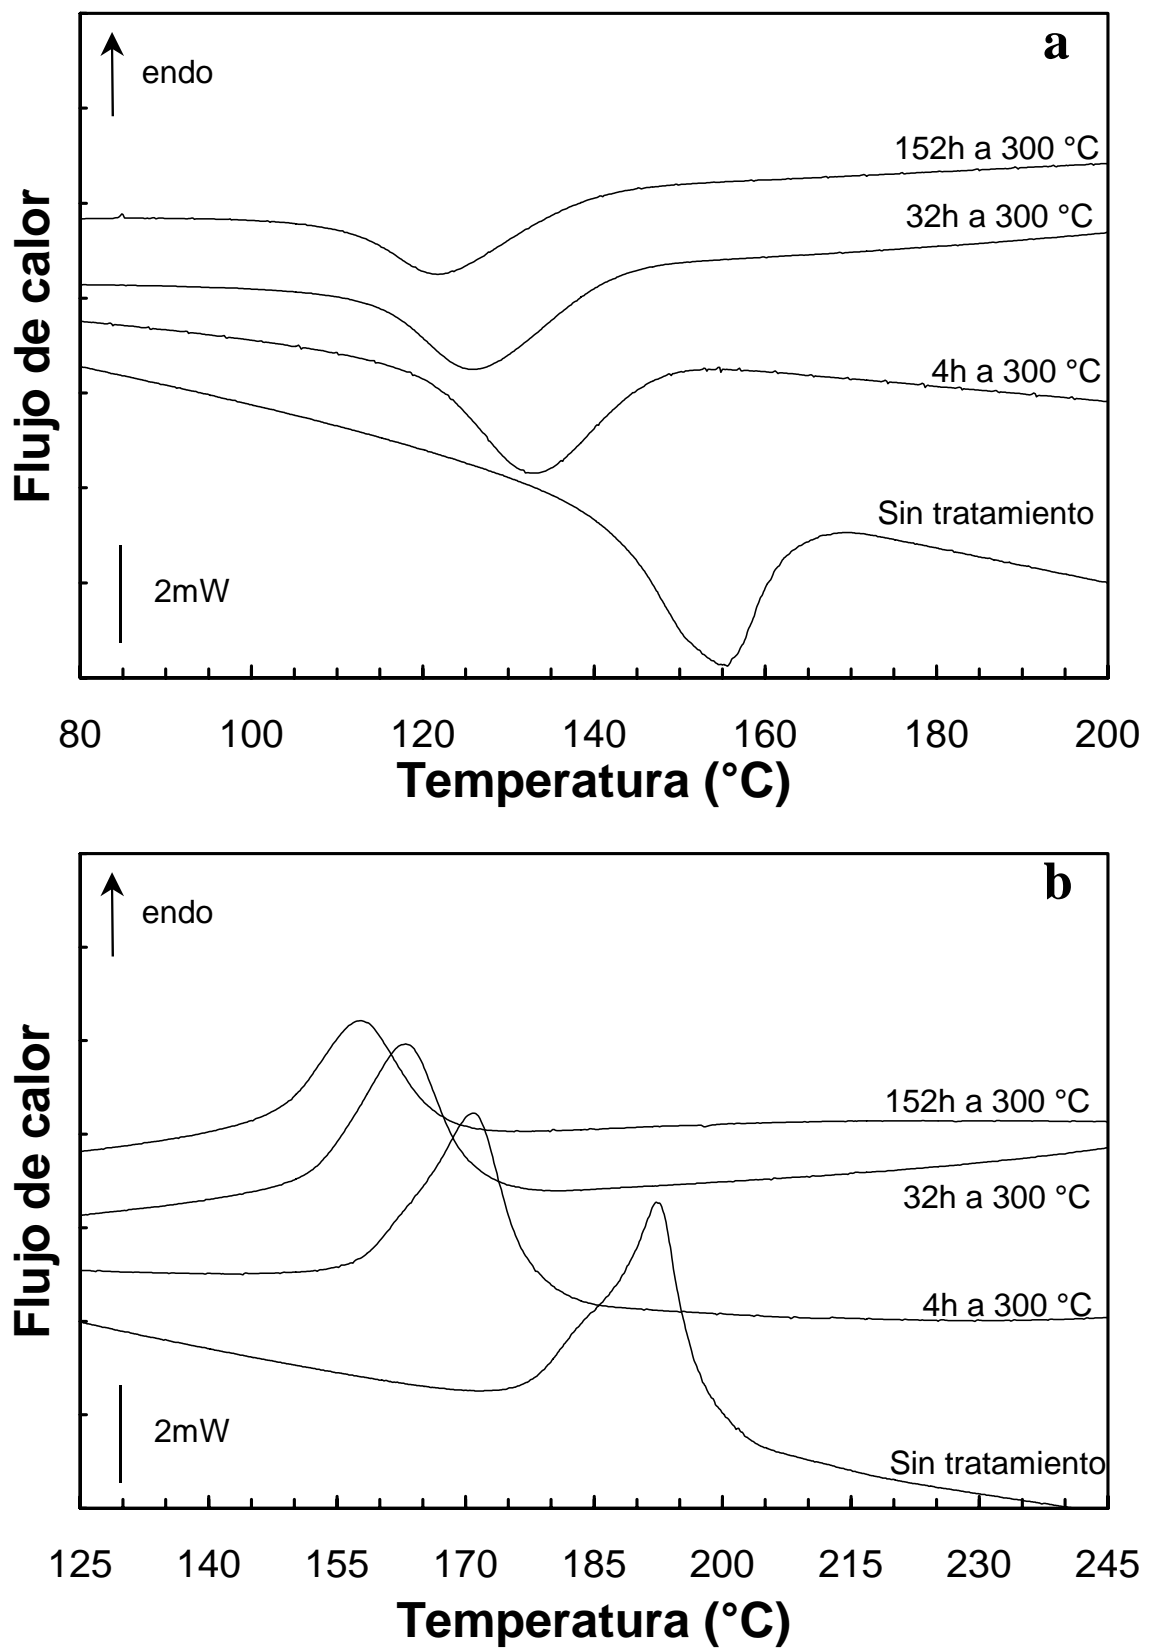 a
endo
152h a 300 °C
32h a 300 °C
4h a 300 °C
Sin tratamiento
2mW
Flujo de calor
80 100 120 140 160 180 200
Temperatura (°C)
b
endo
152h a 300 °C
32h a 300 °C
4h a 300 °C
2mW
Sin tratamiento
Flujo de calor
125 140 155 170 185 200 215 230 245
Temperatura (°C)